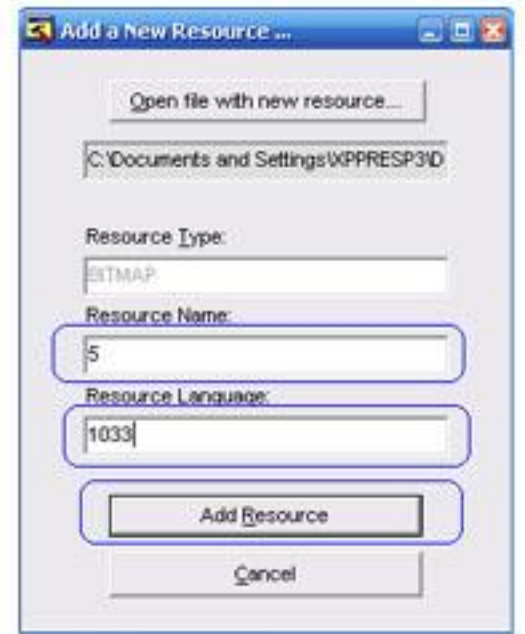 Add a New Resource ...
Open file with new resource...
C:\Documents and Settings\XPPRESP3\D
Resource Type:
BITMAP
Resource Name:
5
Resource Language:
1033
Add Resource
Cancel